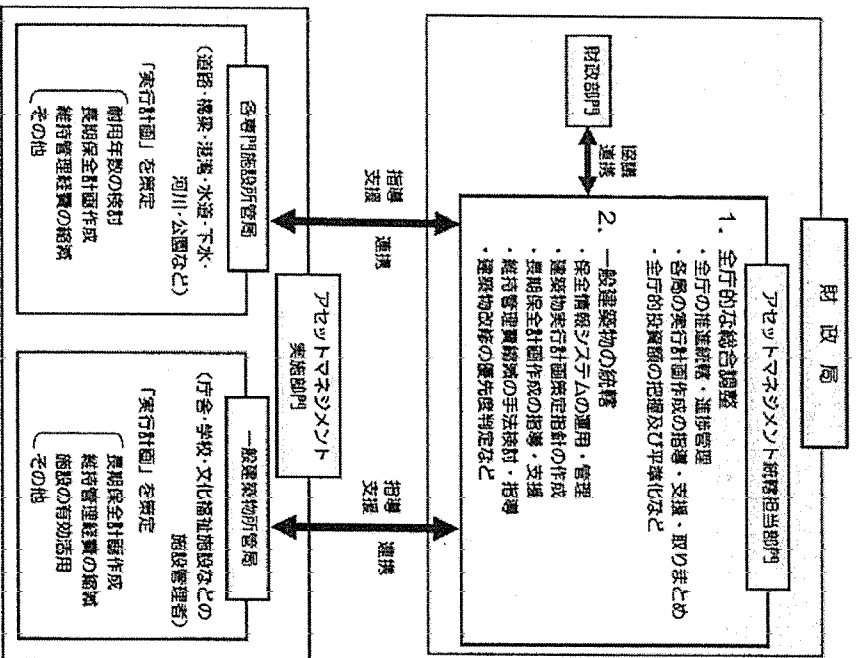 財政局
財政部門
協議
連携
アセットマネジメント統轄担当部門
1．全庁的な総合調整
・全庁の推進統轄・進捗管理
・各局の実行計画作成の指導・支援・取りまとめ
・全庁的投資額の把握及び平準化など
2．一般建築物の統轄
・保全情報システムの運用・管理
・建築物実行計画策定指針の作成
・長期保全計画作成の指導・支援
・維持管理費縮減の手法検討・指導
・建築物改修の優先度判定など
指導
支援
連携
指導
支援
連携
アセットマネジメント
実施部門
各専門施設所管局
（道路・橋梁・港湾・水道・下水・
河川・公園など）
「実行計画」を策定
耐用年数の検討
長期保全計画作成
維持管理経費の縮減
その他
一般建築物所管局
（庁舎・学校・文化福祉施設などの
施設管理者）
「実行計画」を策定
長期保全計画作成
維持管理経費の縮減
施設の有効活用
その他